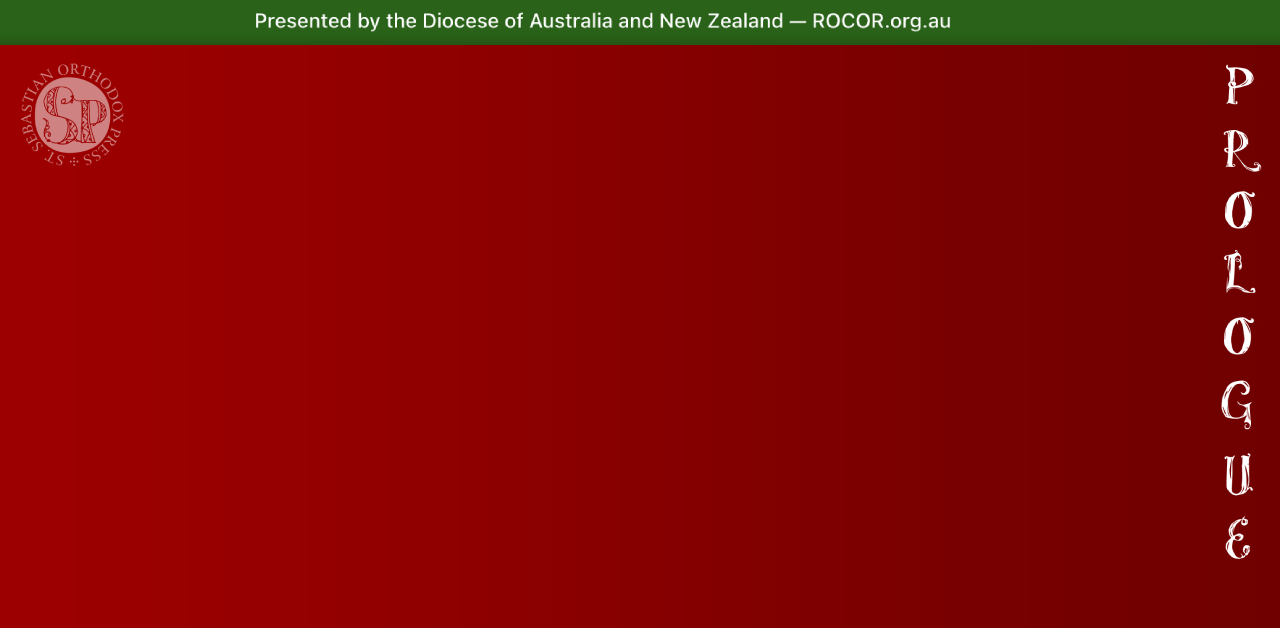 Presented by the Diocese of Australia and New Zealand — ROCOR.org.au
ST. SEBASTIAN ORTHODOX PRESS
SP
PROLOGUE